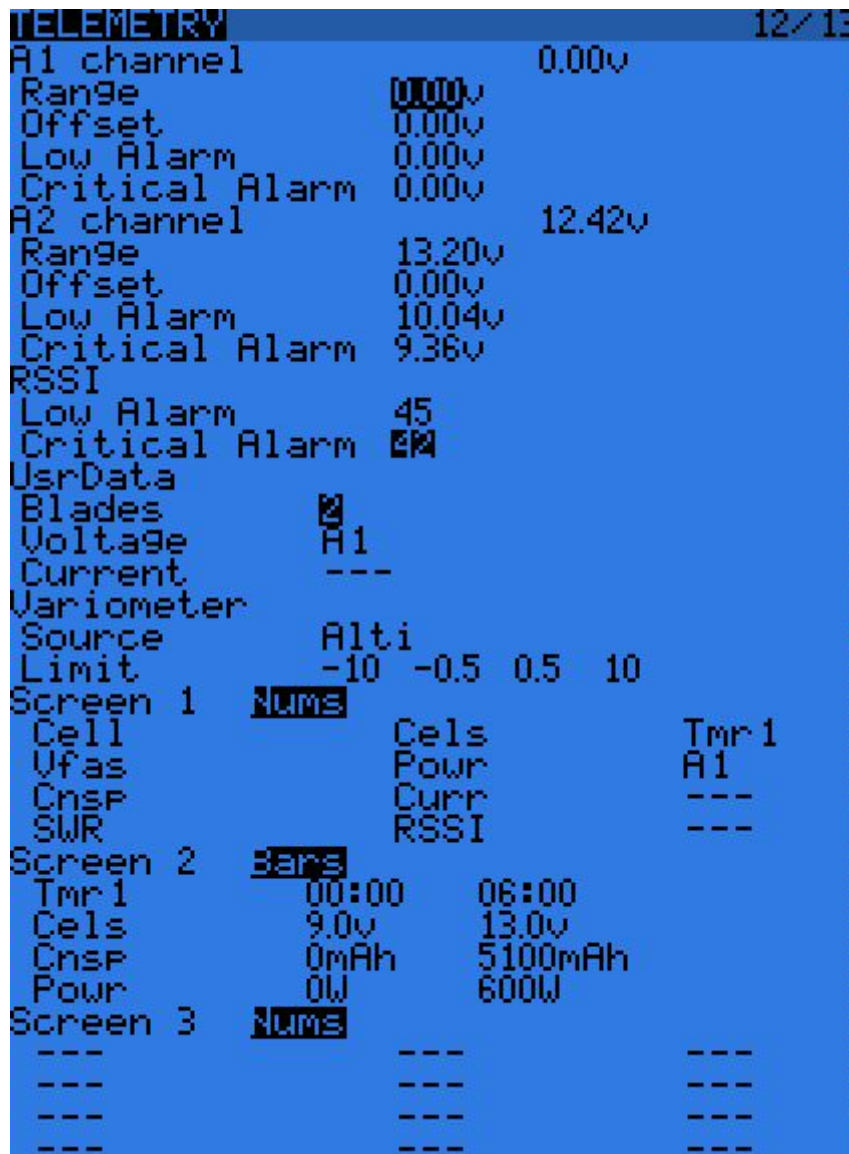 TELEMETRY 12/13
A1 channel 0.00v
Range 0.00v
Offset 0.00v
Low Alarm 0.00v
Critical Alarm 0.00v
A2 channel 12.42v
Range 13.20v
Offset 0.00v
Low Alarm 10.04v
Critical Alarm 9.36v
RSSI
Low Alarm 45
Critical Alarm 42
UsrData
Blades 2
Voltage A1
Current ---
Variometer
Source Alti
Limit -10 -0.5 0.5 10
Screen 1 Nums
Cell Cels Tmr1
Vfas Powr A1
Cnsp Curr ---
SWR RSSI ---
Screen 2 Bars
Tmr1 00:00 06:00
Cels 9.0v 13.0v
Cnsp 0mAh 5100mAh
Powr 0W 600W
Screen 3 Nums
--- --- ---
--- --- ---
--- --- ---
--- --- ---